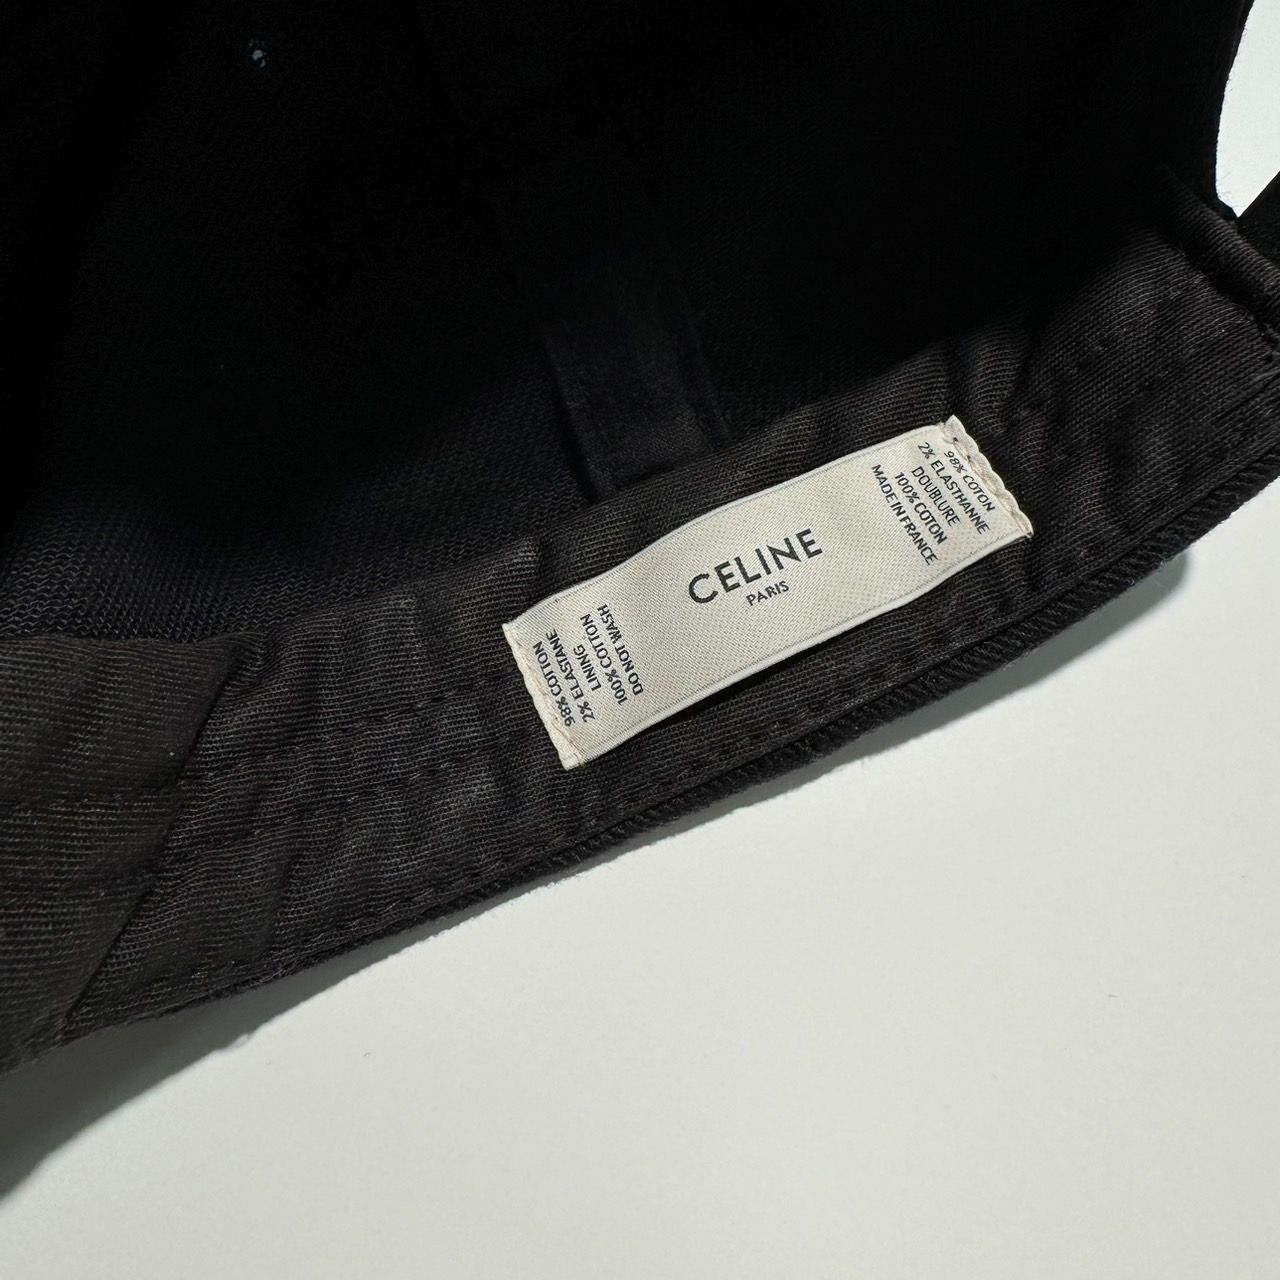 CELINE
PARIS
98% COTTON
2% ELASTANE
LINING
100% COTTON
DO NOT WASH
98% COTON
2% ELASTHANNE
DOUBLURE
100% COTON
MADE IN FRANCE